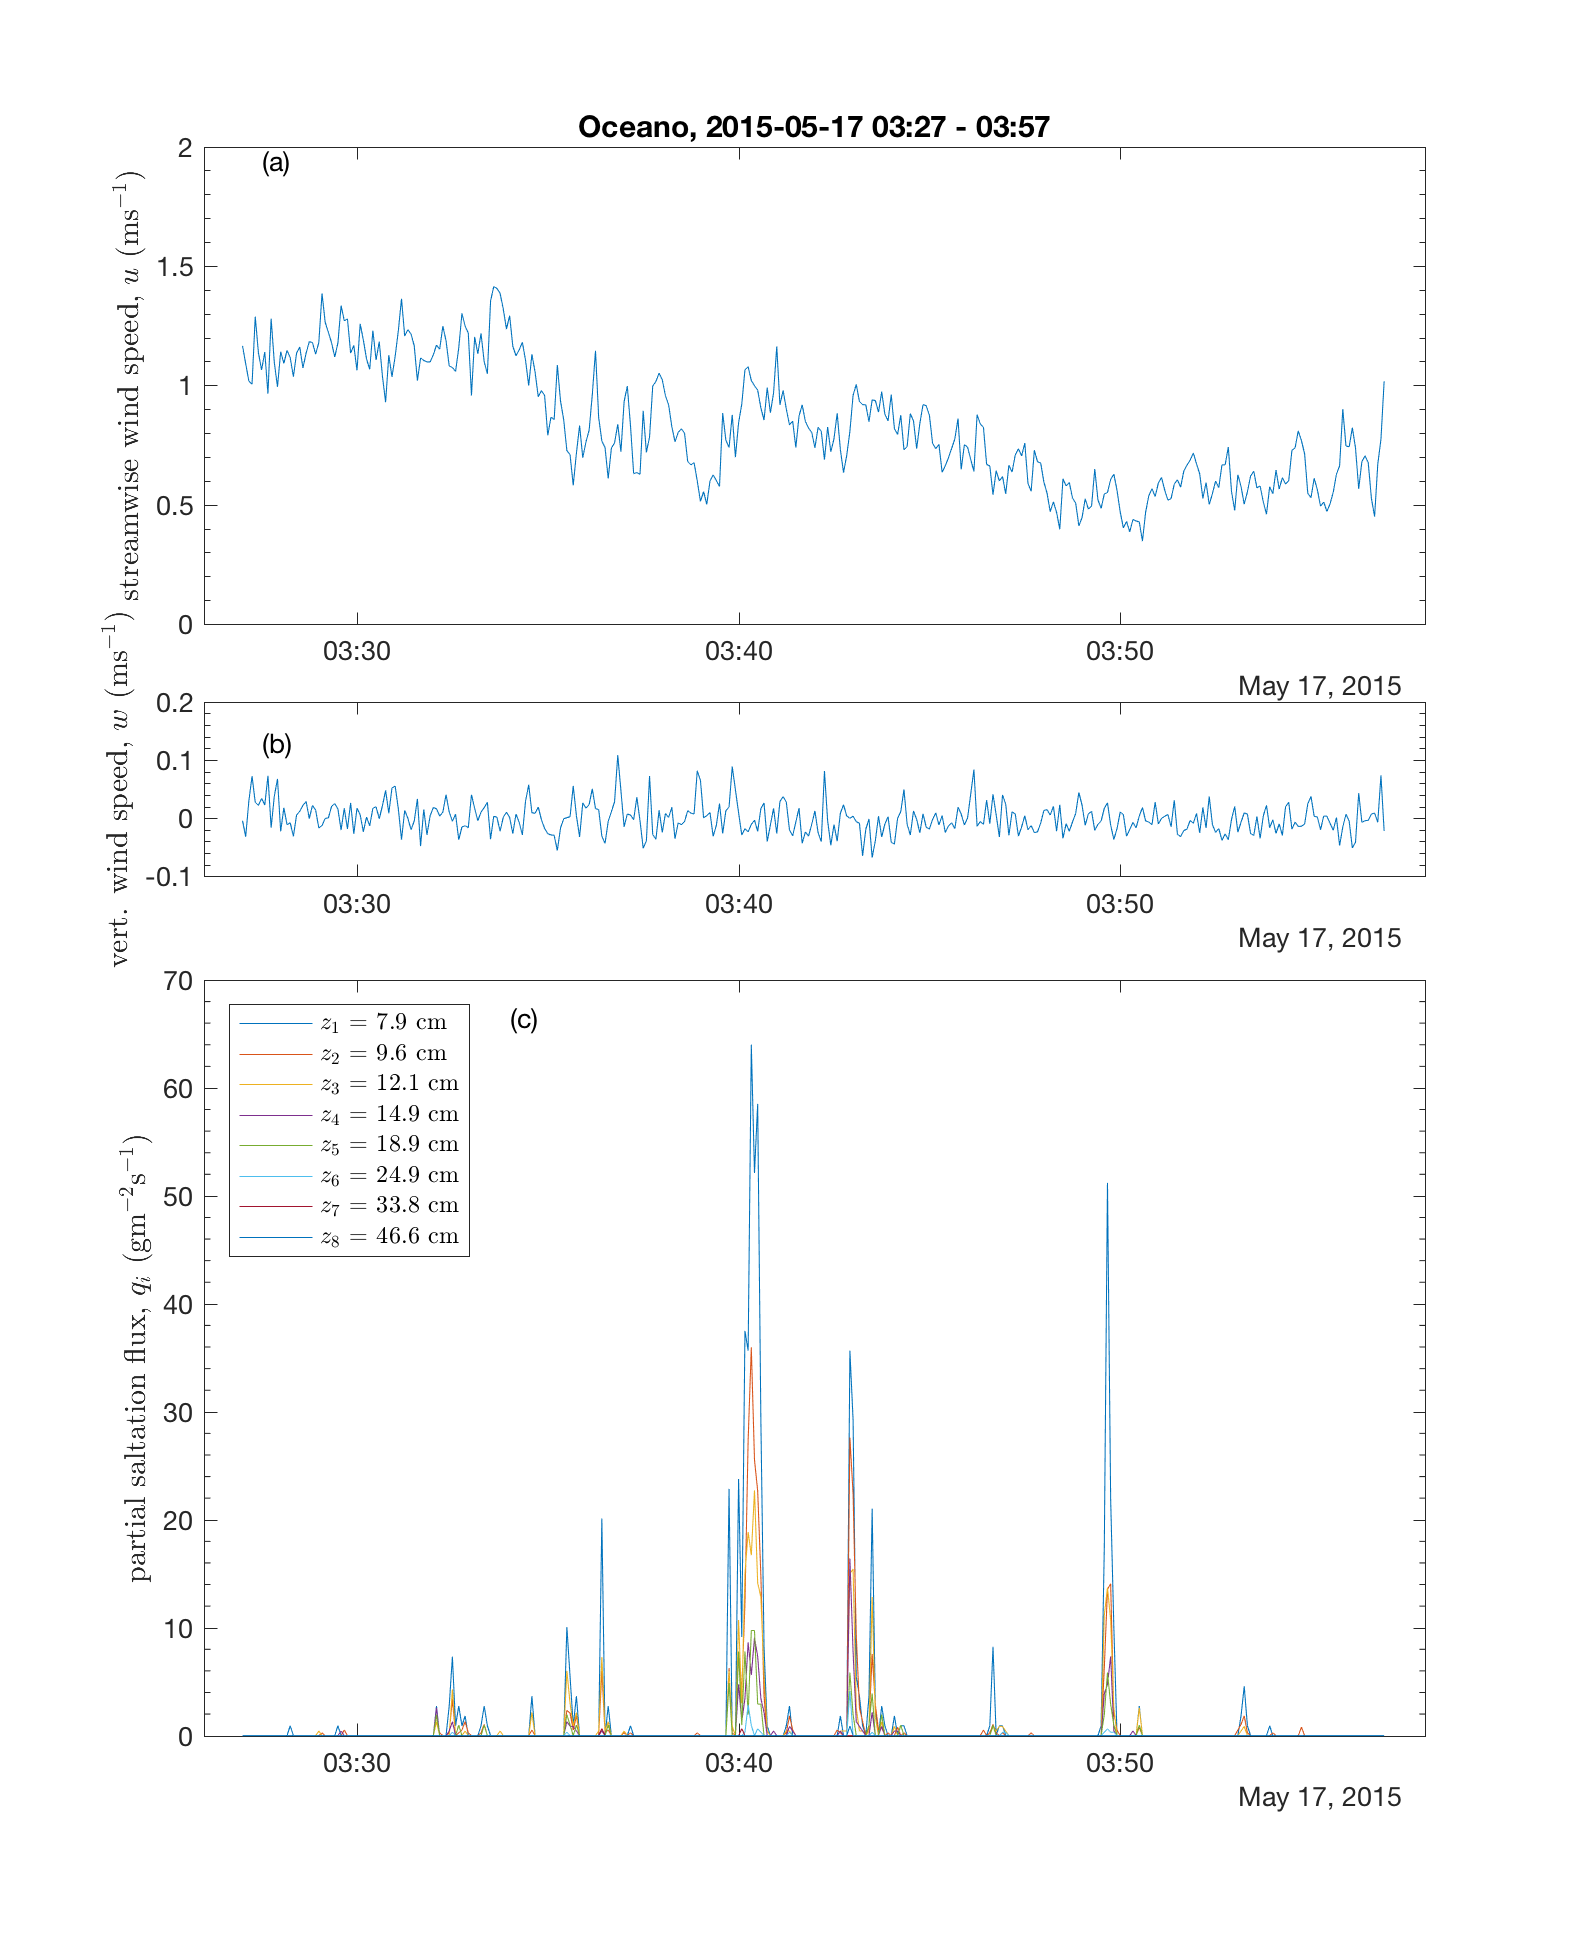 Oceano, 2015-05-17 03:27 - 03:57
(a)
streamwise wind speed, u (ms⁻¹)
2
1.5
1
0.5
0
03:30 03:40 03:50
May 17, 2015
(b)
vert. wind speed, w (ms⁻¹)
0.2
0.1
0
-0.1
03:30 03:40 03:50
May 17, 2015
(c)
partial saltation flux, qᵢ (gm⁻²s⁻¹)
70
60
50
40
30
20
10
0
z₁ = 7.9 cm
z₂ = 9.6 cm
z₃ = 12.1 cm
z₄ = 14.9 cm
z₅ = 18.9 cm
z₆ = 24.9 cm
z₇ = 33.8 cm
z₈ = 46.6 cm
03:30 03:40 03:50
May 17, 2015